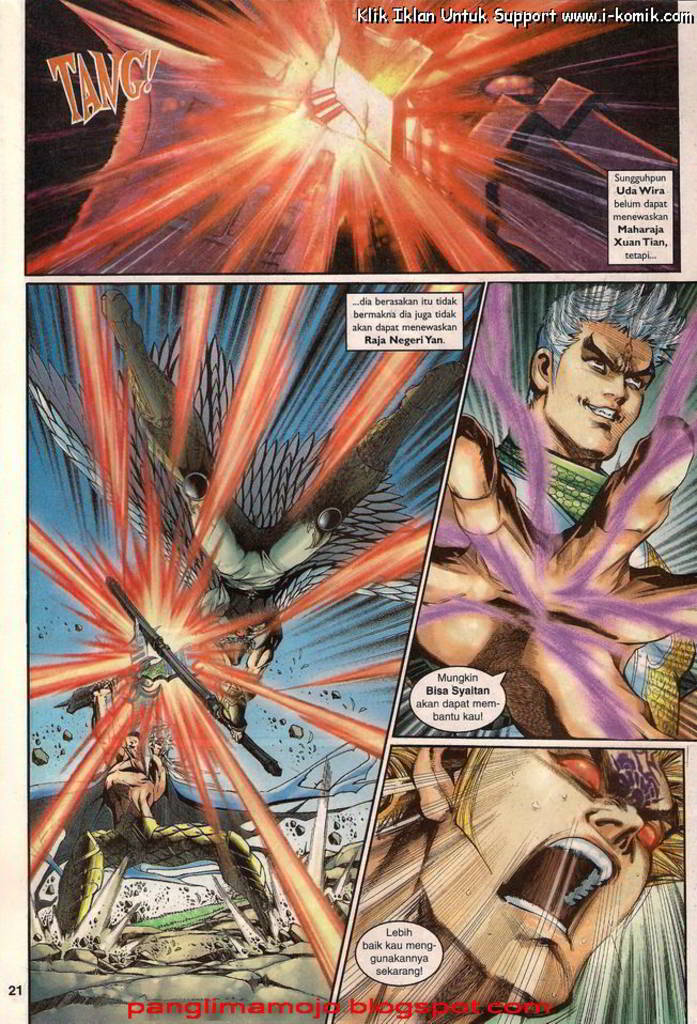 Klik Iklan Untuk Support www.i-komik.com
TANG!
Sungguhpun
Uda Wira
belum dapat
menewaskan
Maharaja
Xuan Tian,
tetapi...
...dia berasakan itu tidak
bermakna dia juga tidak
akan dapat menewaskan
Raja Negeri Yan.
Mungkin
Bisa Syaitan
akan dapat mem-
bantu kau!
Lebih
baik kau meng-
gunakannya
sekarang!
21
panglimamojo.blogspot.com